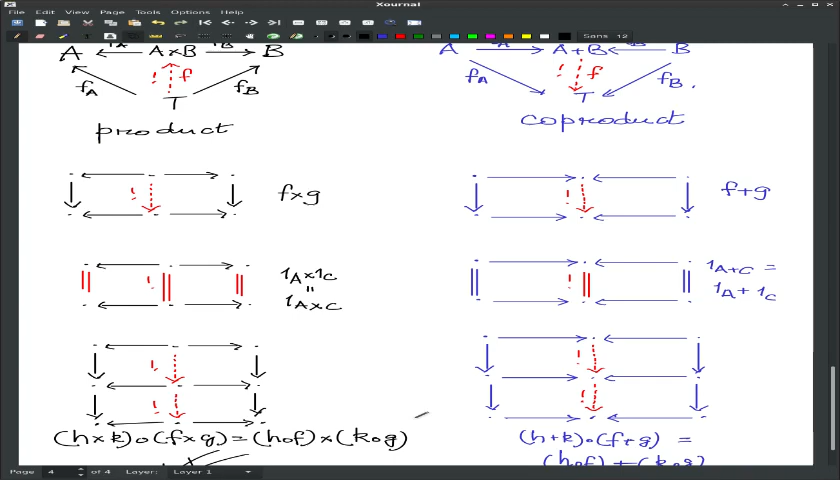 Xournal
File Edit View Journal Tools Options Help
Sans 12
A A×B B
! f
fA T fB
product
! f×g
! 1A×1C
"
1A×C
!
!
(h×k)∘(f×g)=(h∘f)×(k∘g)
A A+B B
! f
fA T fB.
coproduct
! f+g
! 1A+C =
1A+1C
!
!
(h+k)∘(f+g) =
(h∘f)+(k∘g)
Page 4 of 4 Layer: Layer 1